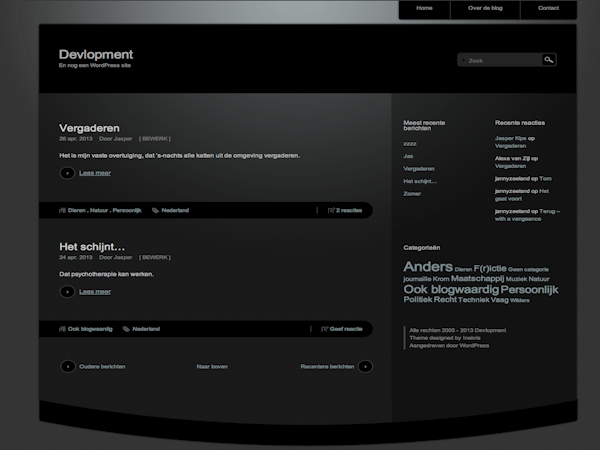 Home Over de blog Contact
Devlopment
En nog een WordPress site
Zoek
Vergaderen
26 apr. 2013 Door Jasper [ BEWERK ]
Het is mijn vaste overtuiging, dat 's-nachts alle katten uit de omgeving vergaderen.
Lees meer
Dieren . Natuur . Persoonlijk Nederland | 2 reacties
Het schijnt...
24 apr. 2013 Door Jasper [ BEWERK ]
Dat psychotherapie kan werken.
Lees meer
Ook blogwaardig Nederland | Geef reactie
Oudere berichten Naar boven Recentere berichten
Meest recente
berichten
zzzz
Jes
Vergaderen
Het schijnt...
Zomer
Recente reacties
Jasper Kips op
Vergaderen
Alexa van Zijl op
Vergaderen
jannyzeeland op Tom
jannyzeeland op Het
gaat voort
jannyzeeland op Terug –
with a vengeance
Categorieën
Anders Dieren F(r)ictie Geen categorie
journaille Krom Maatschappij Muziek Natuur
Ook blogwaardig Persoonlijk
Politiek Recht Techniek Vaag Wilders
Alle rechten 2005 - 2013 Devlopment
Theme designed by Inekris
Aangedreven door WordPress